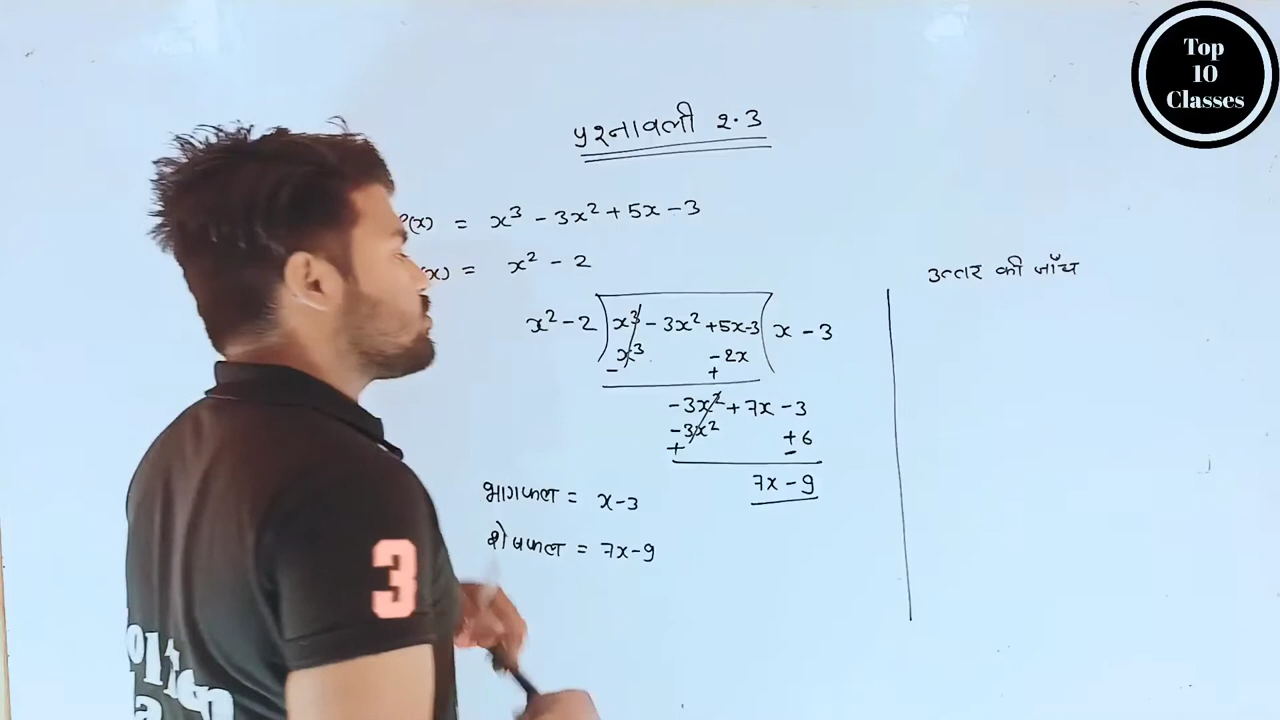 Top
10
Classes
प्रश्नावली 2.3
P(x) = x³ - 3x² + 5x - 3
(x) = x² - 2
x² - 2 ) x³ - 3x² + 5x - 3 ( x - 3
x³ - 2x
- +
-3x² + 7x - 3
-3x² + 6
+ -
7x - 9
भागफल = x - 3
शेषफल = 7x - 9
उत्तर की जाँच
3